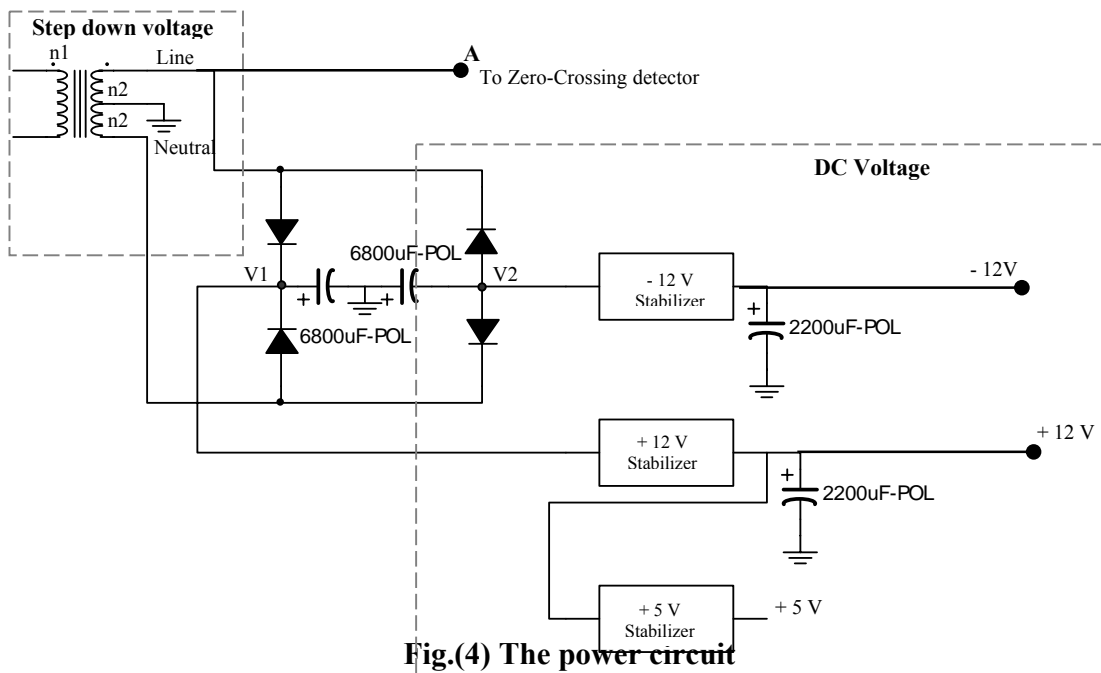 Step down voltage
n1
Line
A
To Zero-Crossing detector
n2
n2
Neutral
DC Voltage
6800uF-POL
V1
V2
+
+
6800uF-POL
- 12 V
Stabilizer
- 12V
+
2200uF-POL
+ 12 V
Stabilizer
+ 12 V
+
2200uF-POL
+ 5 V
Stabilizer
+ 5 V
Fig.(4) The power circuit